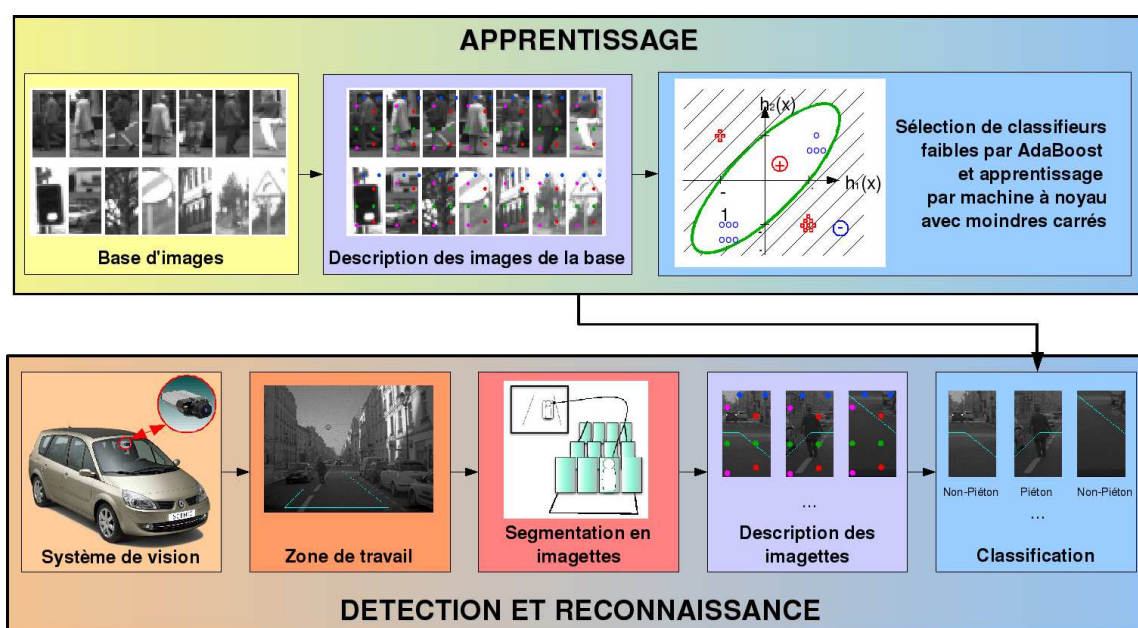 APPRENTISSAGE
Base d'images
Description des images de la base
h2(x)
h1(x)
+
-
-
1
-
-
Sélection de classifieurs
faibles par AdaBoost
et apprentissage
par machine à noyau
avec moindres carrés
Système de vision
Zone de travail
Segmentation en
imagettes
...
Description des
imagettes
Non-Piéton
Piéton
Non-Piéton
...
Classification
DETECTION ET RECONNAISSANCE